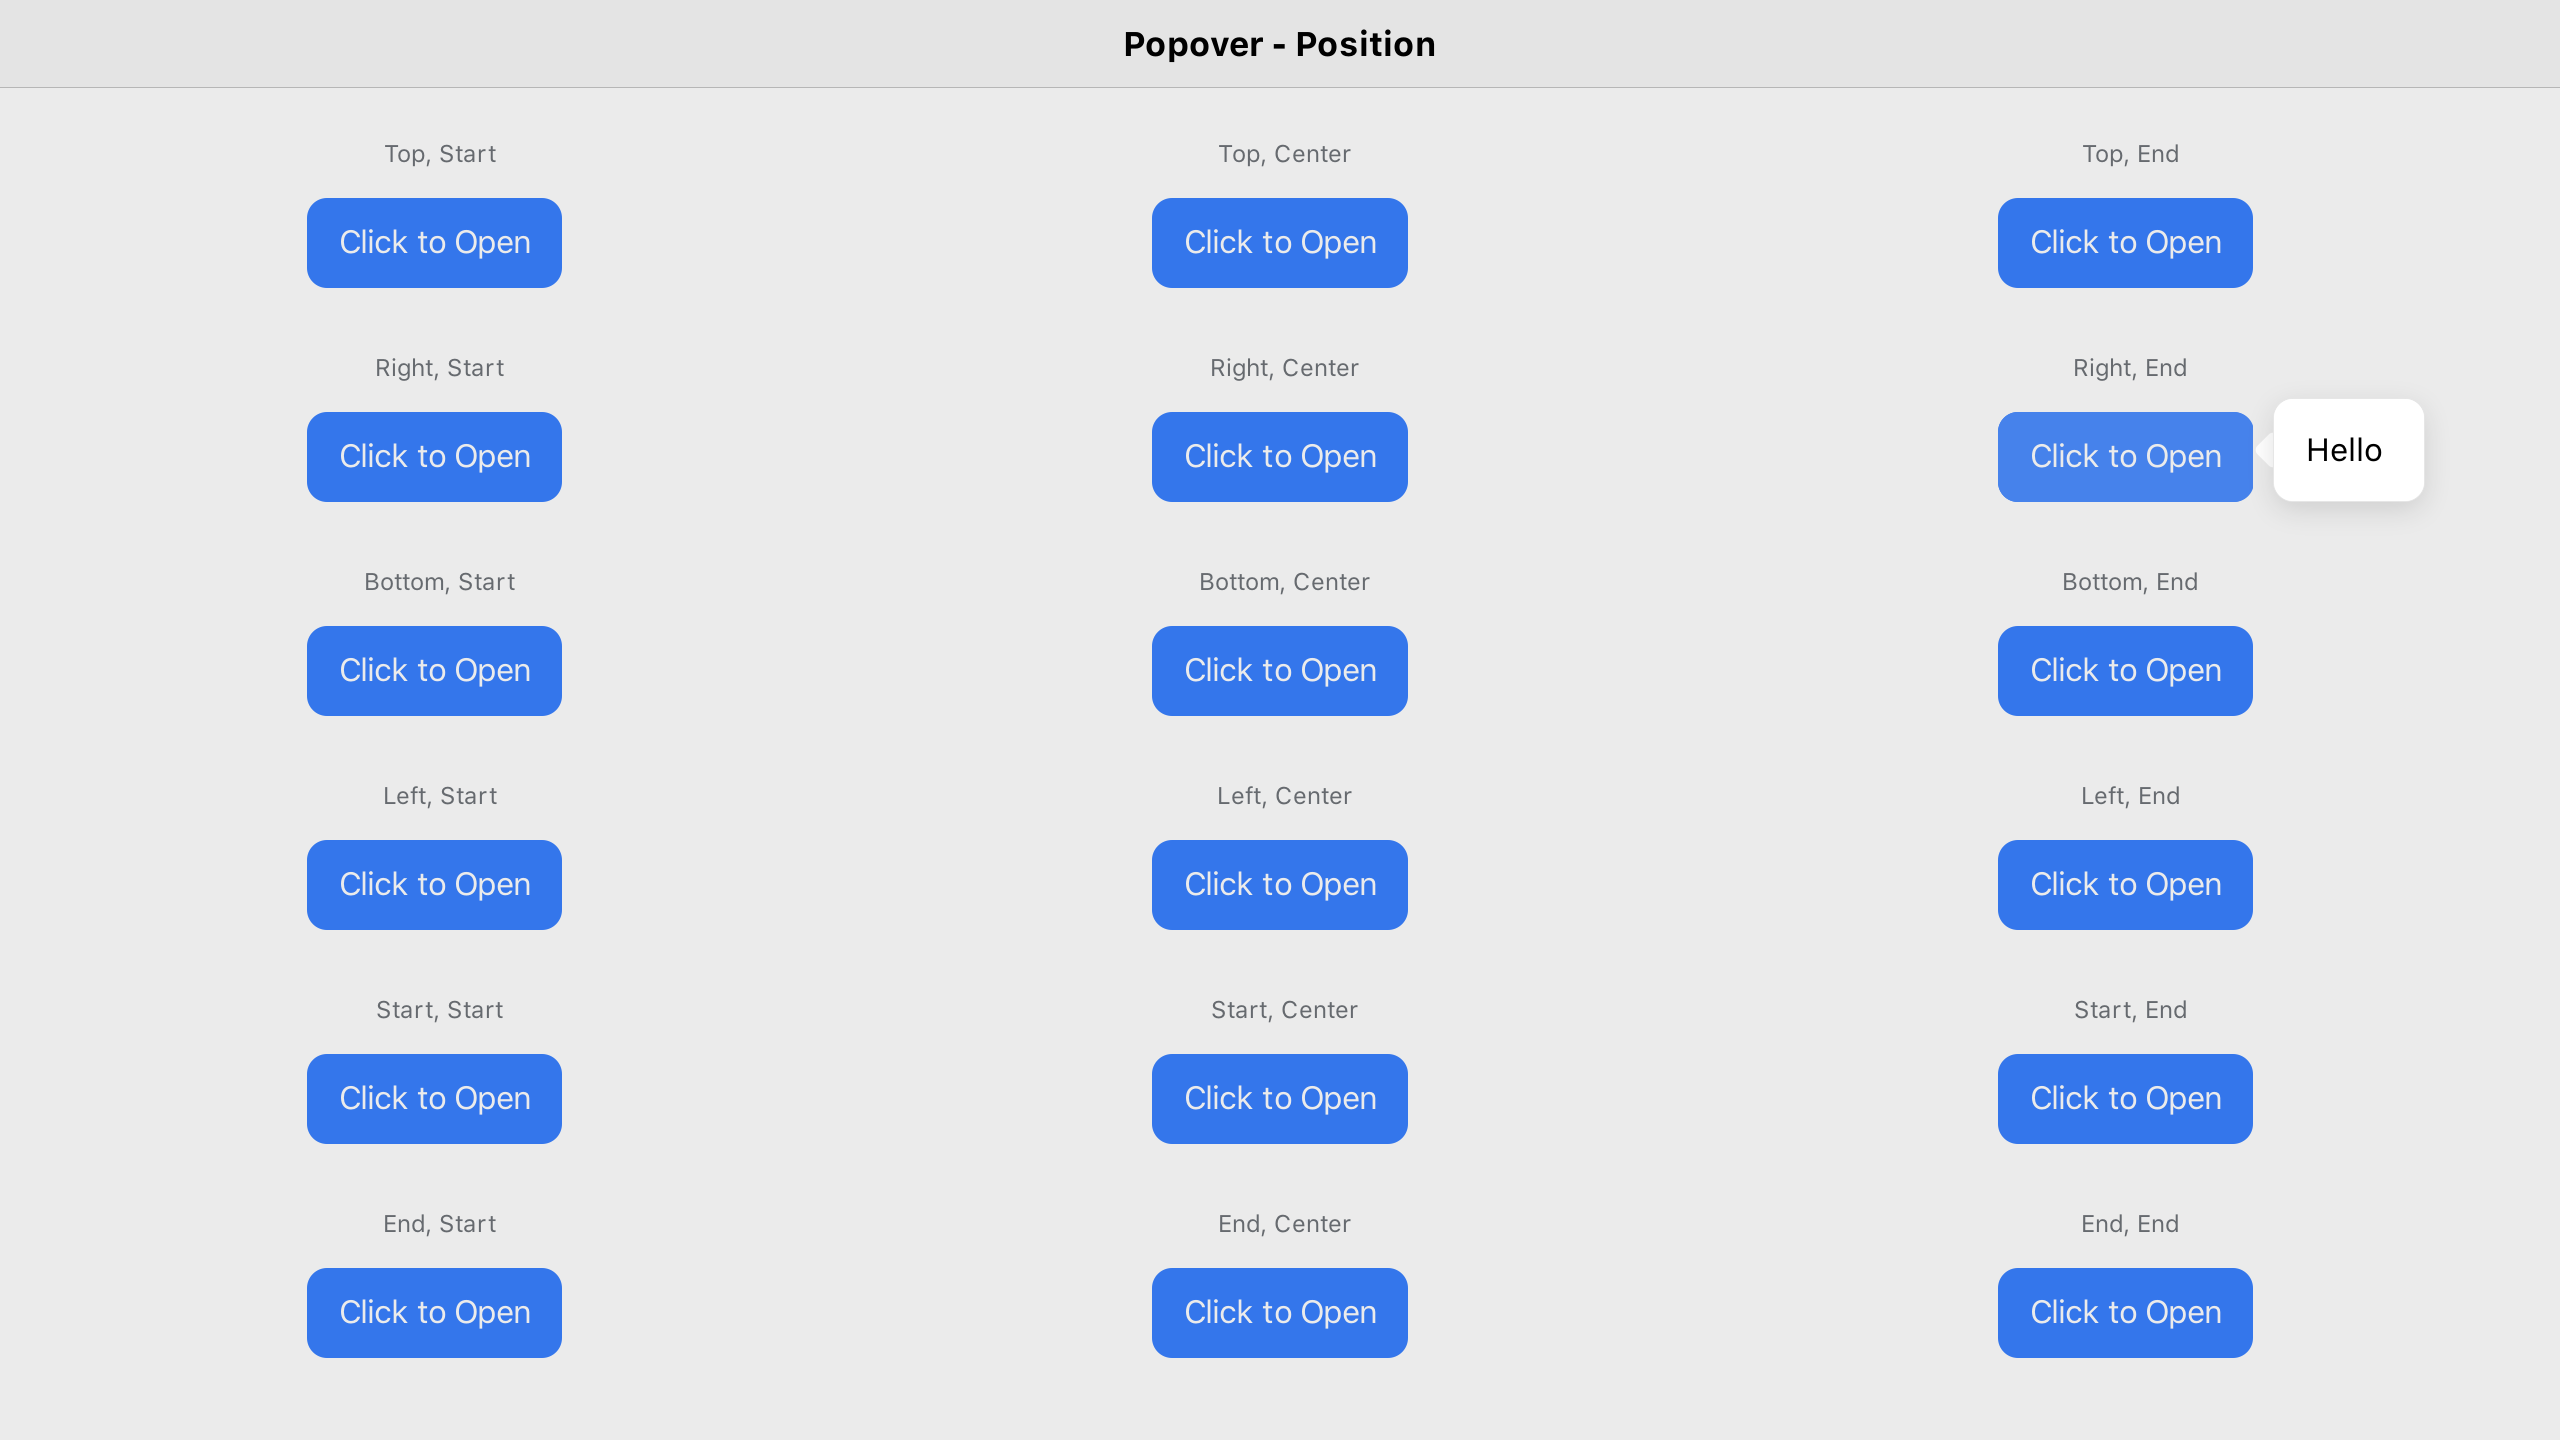 Popover - Position
Top, Start
Top, Center
Top, End
Click to Open
Click to Open
Click to Open
Right, Start
Right, Center
Right, End
Click to Open
Click to Open
Click to Open
Hello
Bottom, Start
Bottom, Center
Bottom, End
Click to Open
Click to Open
Click to Open
Left, Start
Left, Center
Left, End
Click to Open
Click to Open
Click to Open
Start, Start
Start, Center
Start, End
Click to Open
Click to Open
Click to Open
End, Start
End, Center
End, End
Click to Open
Click to Open
Click to Open